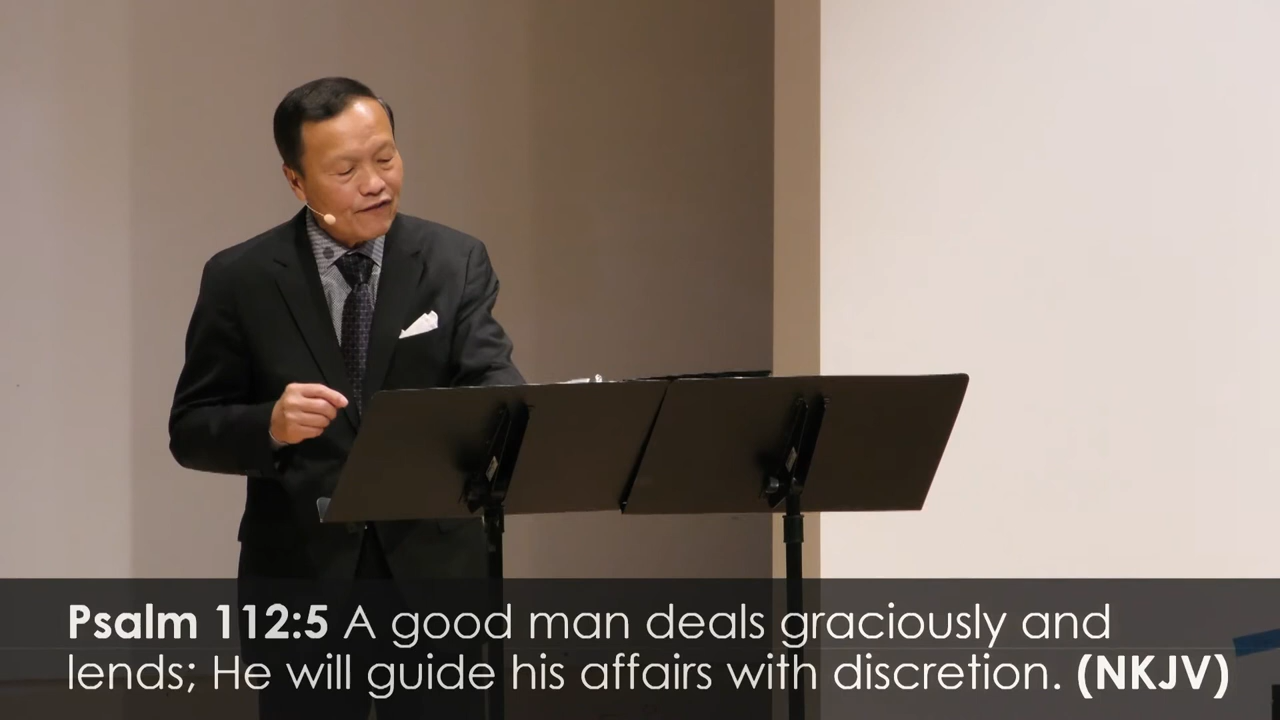 Psalm 112:5 A good man deals graciously and
lends; He will guide his affairs with discretion. (NKJV)